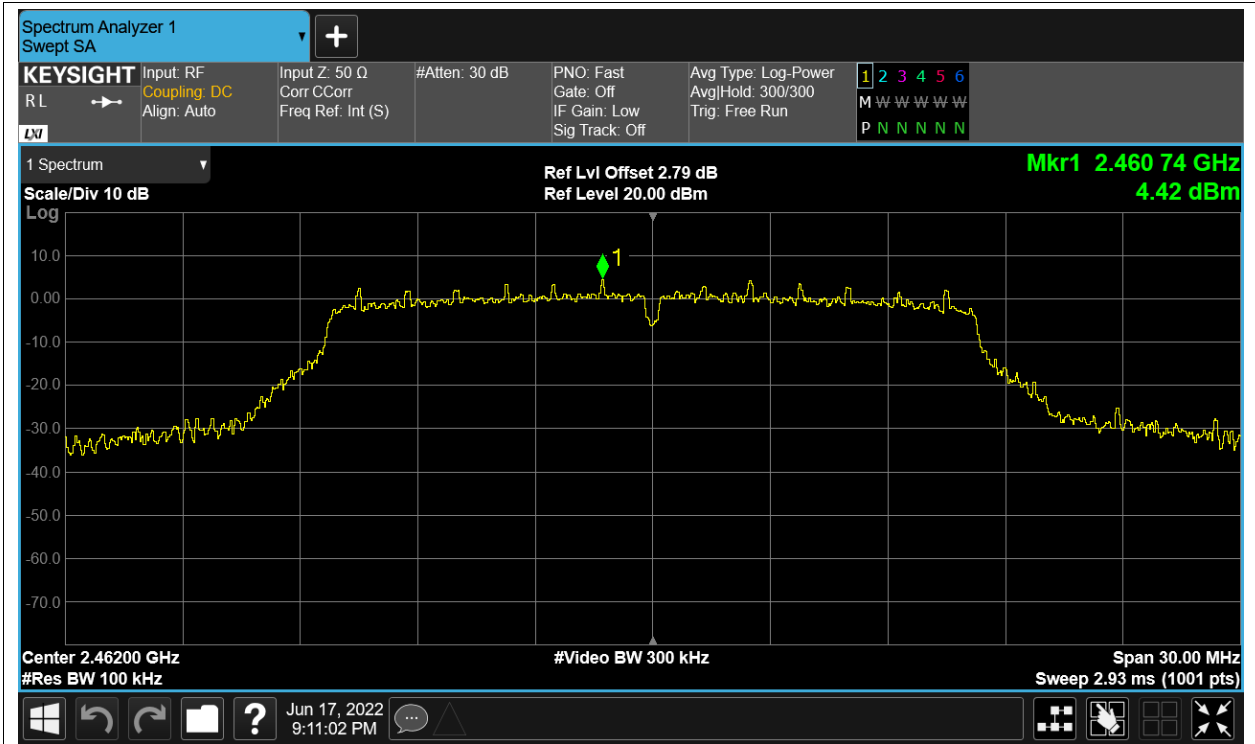 Spectrum Analyzer 1
Swept SA
KEYSIGHT
R L
LXI
Input: RF
Coupling: DC
Align: Auto
Input Z: 50 Ω
Corr CCorr
Freq Ref: Int (S)
#Atten: 30 dB
PNO: Fast
Gate: Off
IF Gain: Low
Sig Track: Off
Avg Type: Log-Power
Avg|Hold: 300/300
Trig: Free Run
1 2 3 4 5 6
M W W W W W
P N N N N N
1 Spectrum
Scale/Div 10 dB
Log
Ref Lvl Offset 2.79 dB
Ref Level 20.00 dBm
Mkr1 2.460 74 GHz
4.42 dBm
1
10.0
0.00
-10.0
-20.0
-30.0
-40.0
-50.0
-60.0
-70.0
Center 2.46200 GHz
#Res BW 100 kHz
#Video BW 300 kHz
Span 30.00 MHz
Sweep 2.93 ms (1001 pts)
?
Jun 17, 2022
9:11:02 PM